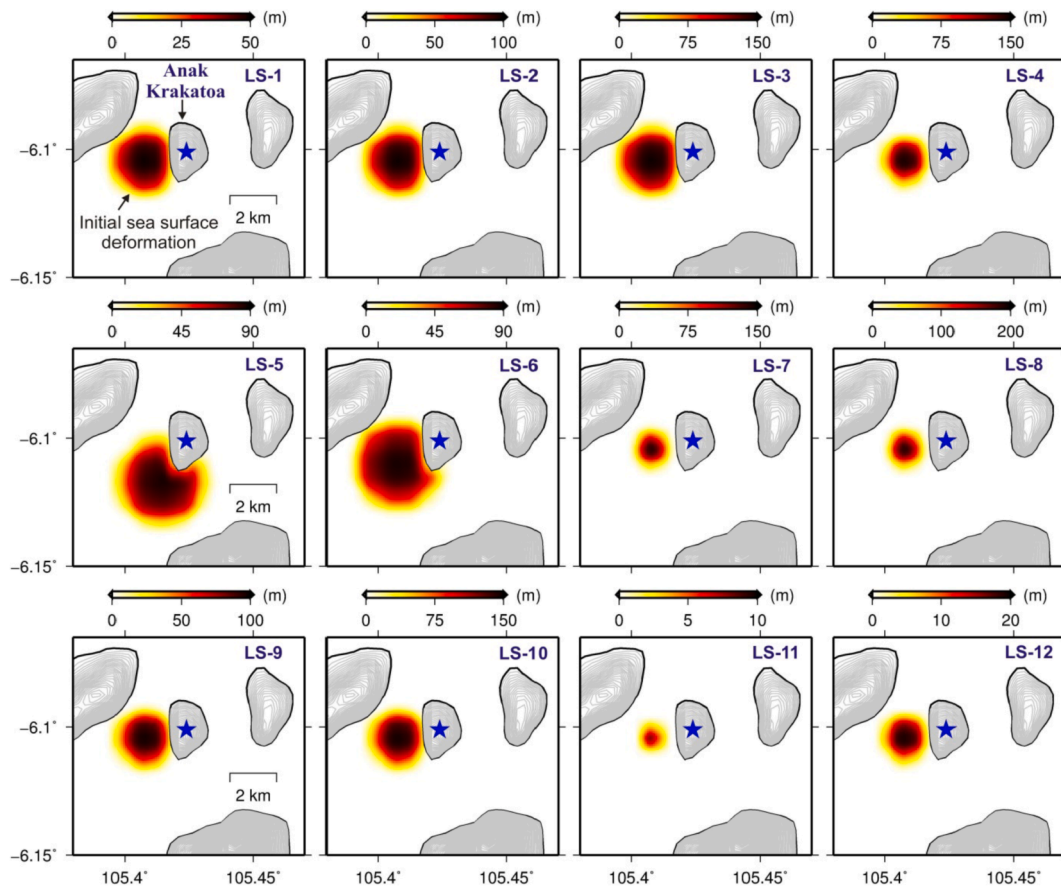 (m) (m) (m) (m)
0 25 50 0 50 100 0 75 150 0 75 150
Anak
Krakatoa
LS-1 LS-2 LS-3 LS-4
−6.1°
Initial sea surface
deformation
2 km
−6.15°
(m) (m) (m) (m)
0 45 90 0 45 90 0 75 150 0 100 200
LS-5 LS-6 LS-7 LS-8
−6.1°
2 km
−6.15°
(m) (m) (m) (m)
0 50 100 0 75 150 0 5 10 0 10 20
LS-9 LS-10 LS-11 LS-12
−6.1°
2 km
−6.15°
105.4° 105.45° 105.4° 105.45° 105.4° 105.45° 105.4° 105.45°